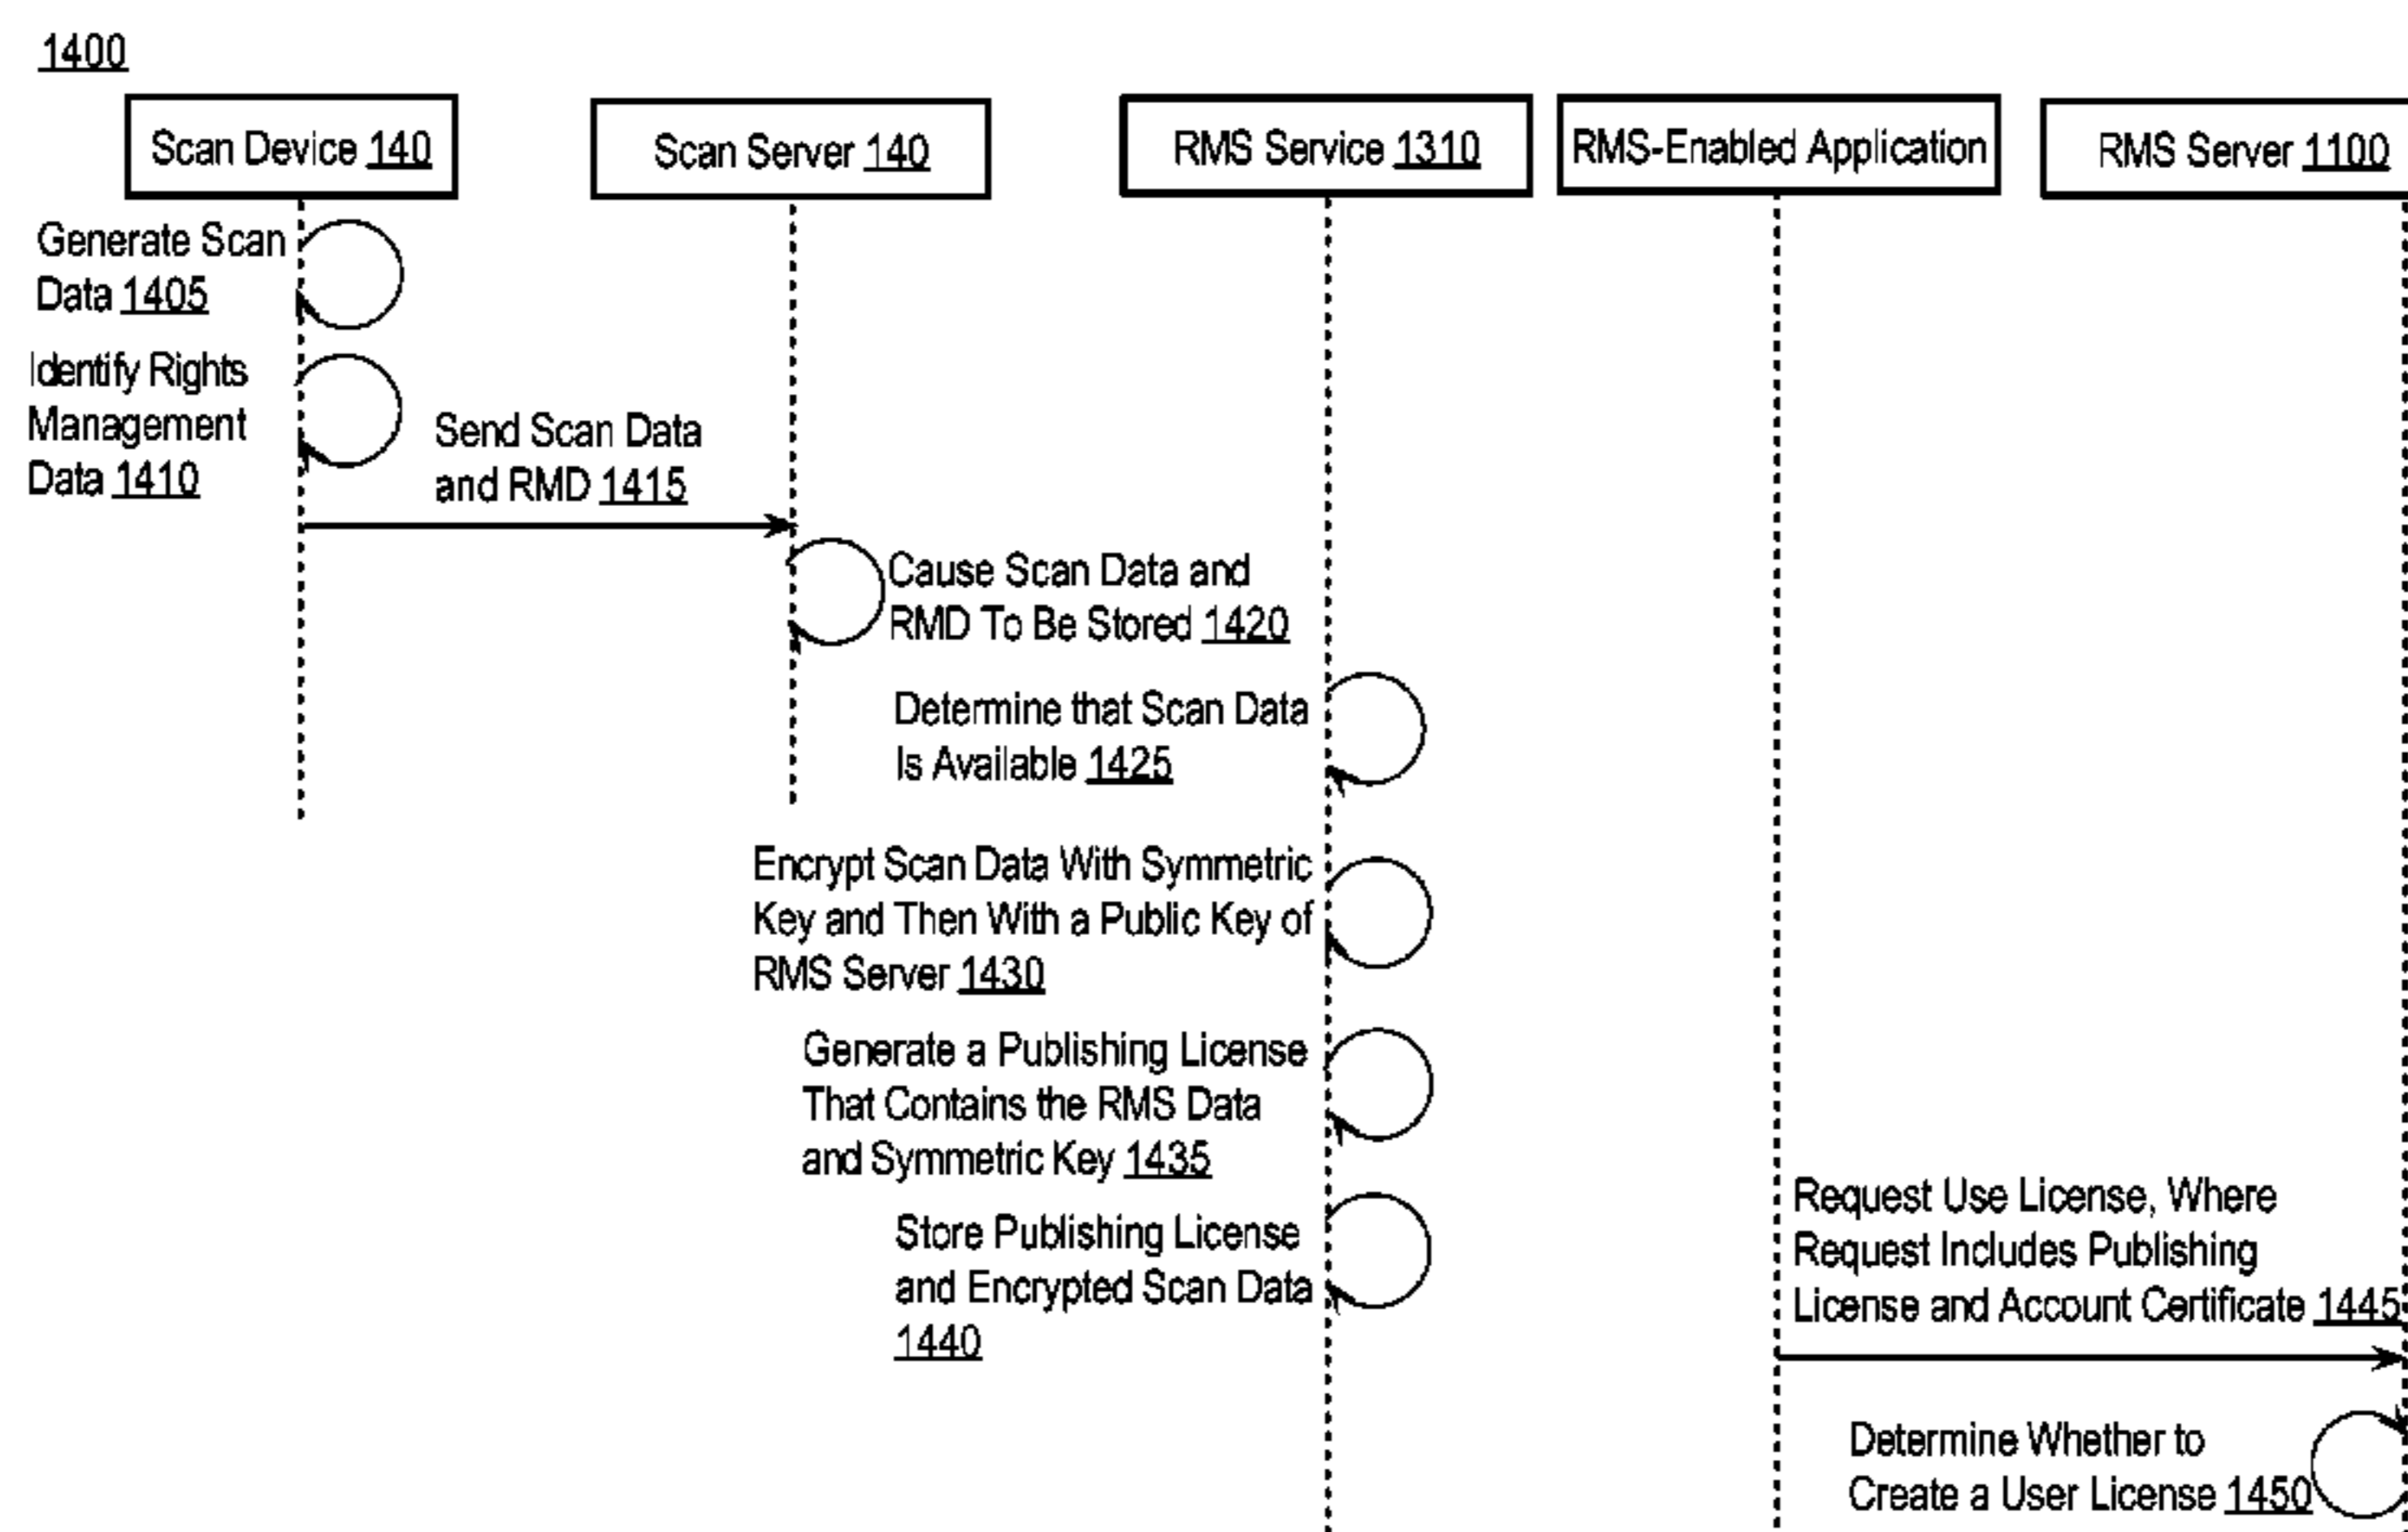 1400
Scan Device 140
Scan Server 140
RMS Service 1310
RMS-Enabled Application
RMS Server 1100
Generate Scan
Data 1405
Identify Rights
Management
Data 1410
Send Scan Data
and RMD 1415
Cause Scan Data and
RMD To Be Stored 1420
Determine that Scan Data
Is Available 1425
Encrypt Scan Data With Symmetric
Key and Then With a Public Key of
RMS Server 1430
Generate a Publishing License
That Contains the RMS Data
and Symmetric Key 1435
Store Publishing License
and Encrypted Scan Data
1440
Request Use License, Where
Request Includes Publishing
License and Account Certificate 1445
Determine Whether to
Create a User License 1450